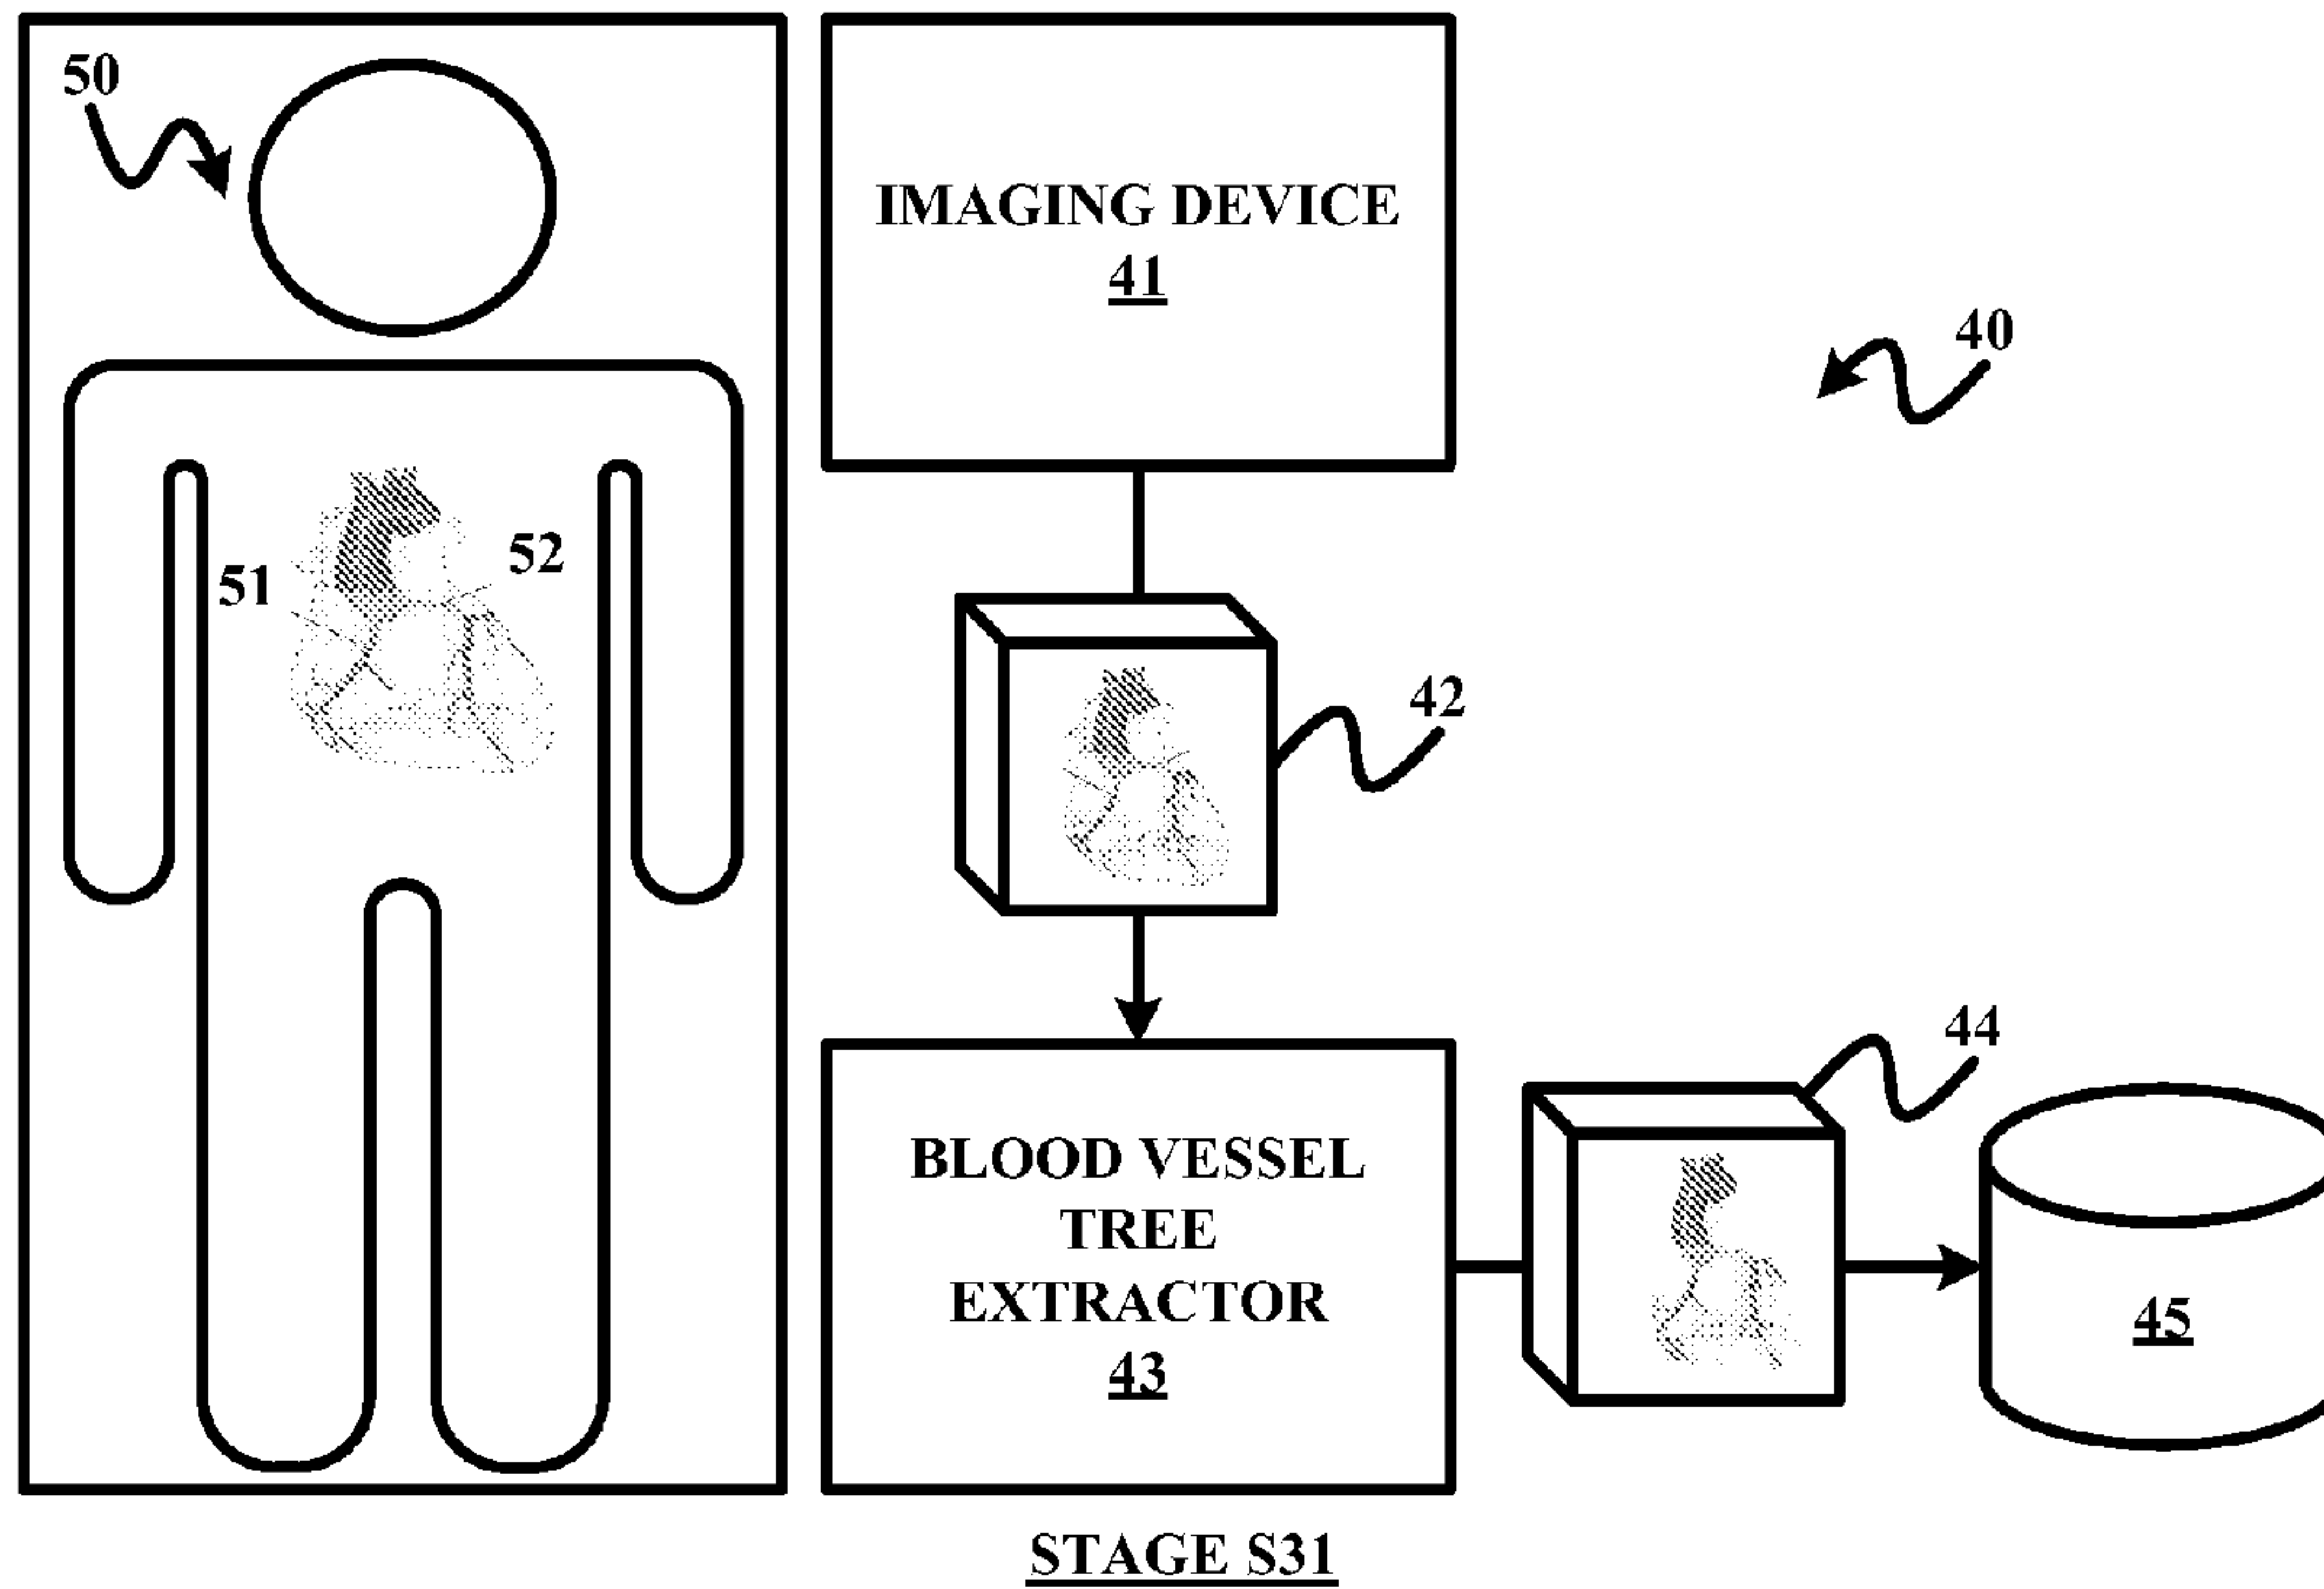 50
IMAGING DEVICE
41
40
51
52
42
44
BLOOD VESSEL
TREE
EXTRACTOR
43
45
STAGE S31